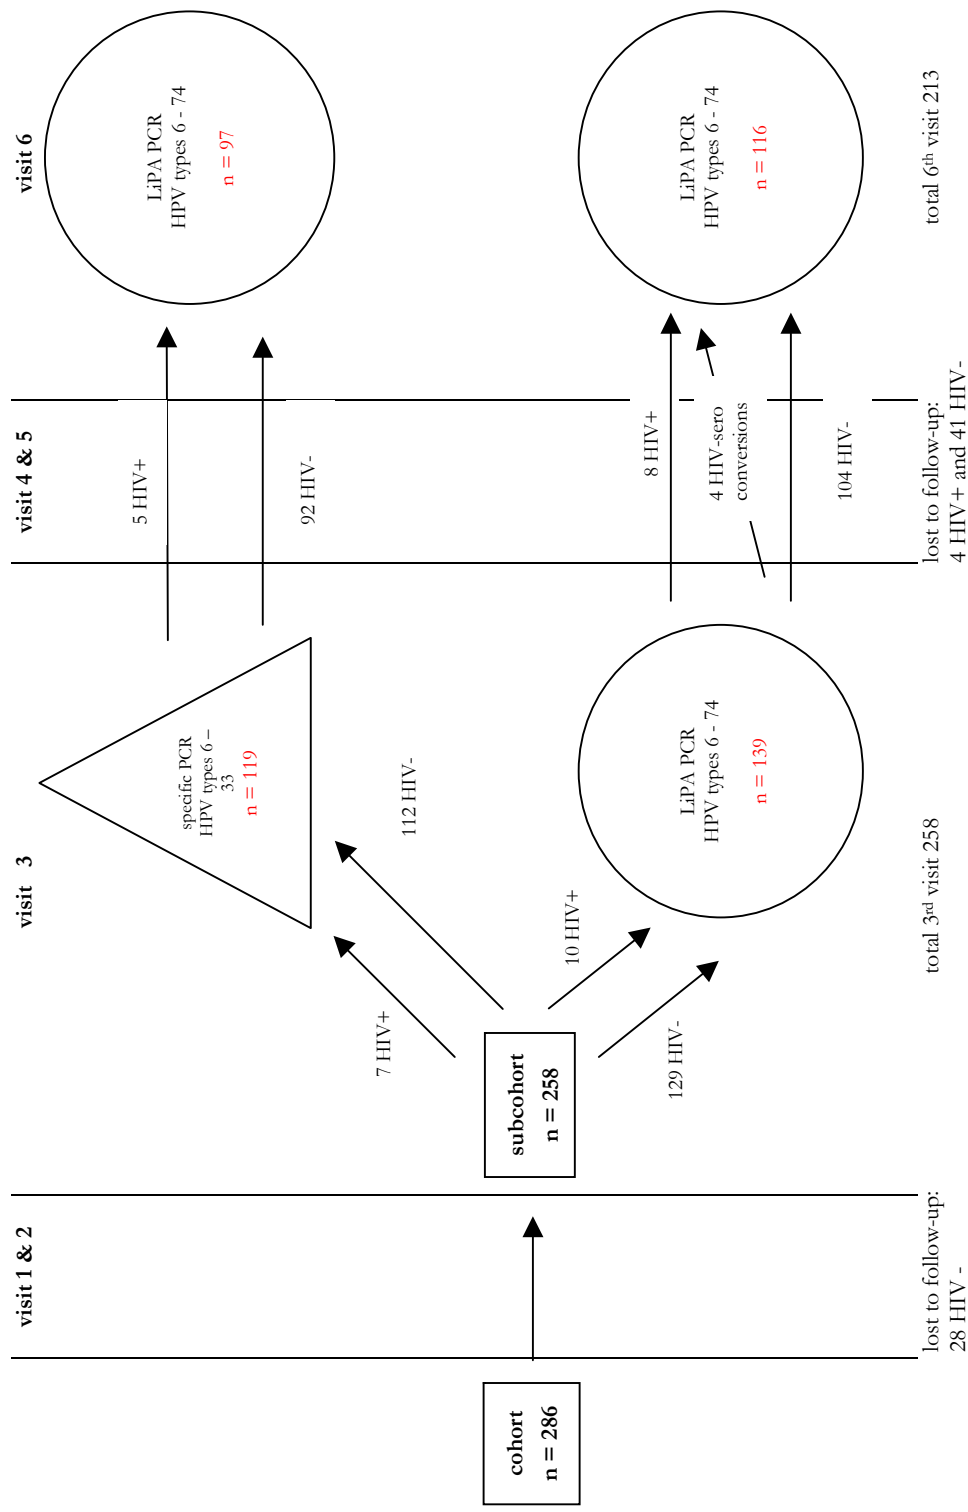 visit 1 & 2
visit 3
visit 4 & 5
visit 6
cohort
n = 286
subcohort
n = 258
7 HIV+
112 HIV-
10 HIV+
129 HIV-
specific PCR
HPV types 6 –
33
n = 119
LiPA PCR
HPV types 6 - 74
n = 139
5 HIV+
92 HIV-
8 HIV+
4 HIV-sero
conversions
104 HIV-
LiPA PCR
HPV types 6 - 74
n = 97
LiPA PCR
HPV types 6 - 74
n = 116
lost to follow-up:
28 HIV -
total 3rd visit 258
lost to follow-up:
4 HIV+ and 41 HIV-
total 6th visit 213